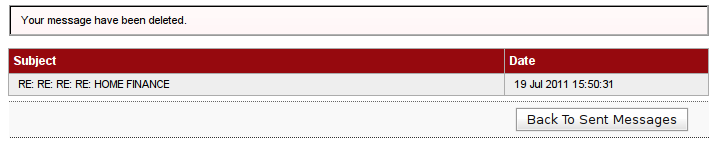 Your message have been deleted.
Subject Date
RE: RE: RE: RE: HOME FINANCE 19 Jul 2011 15:50:31
Back To Sent Messages